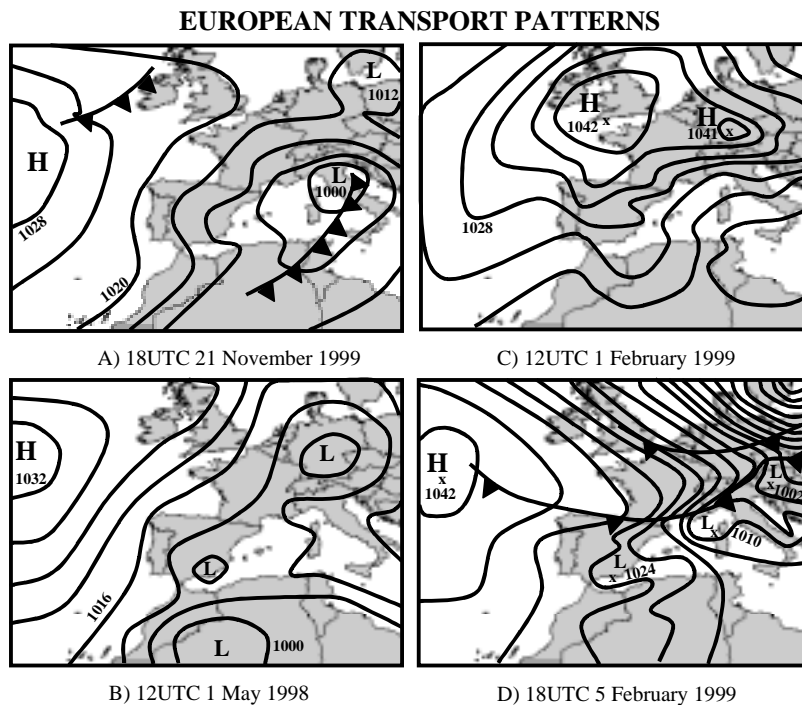 EUROPEAN TRANSPORT PATTERNS
L
1012
H
1028
1020
L
1000
A) 18UTC 21 November 1999
H
1042 x
H
1041 x
1028
C) 12UTC 1 February 1999
H
1032
L
L
1016
L
1000
B) 12UTC 1 May 1998
H
x
1042
L
x
1002
L
x
1010
L
x
1024
D) 18UTC 5 February 1999